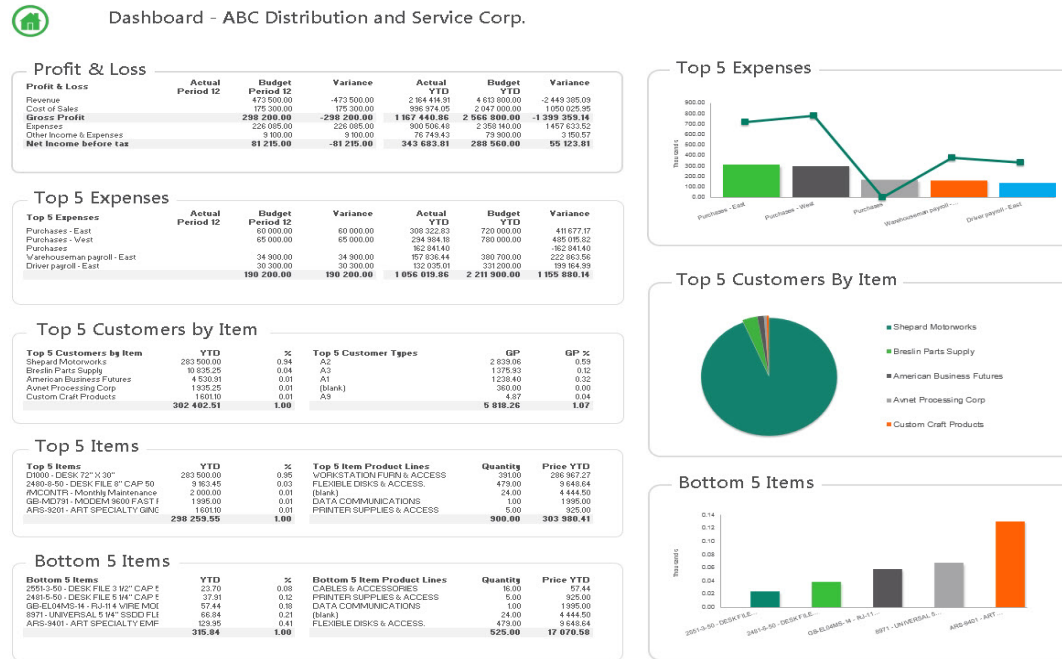 Dashboard - ABC Distribution and Service Corp.
Profit & Loss
Profit & Loss Actual Period 12 Budget Period 12 Variance Actual YTD Budget YTD Variance
Revenue 473 500.00 -473 500.00 2 164 414.91 4 613 800.00 -2 449 385.09
Cost of Sales 175 300.00 175 300.00 996 974.05 2 047 000.00 1 050 025.95
Gross Profit 298 200.00 -298 200.00 1 167 440.86 2 566 800.00 -1 399 359.14
Expenses 226 085.00 226 085.00 900 506.48 2 358 140.00 1 457 633.52
Other Income & Expenses 9 100.00 9 100.00 76 749.43 79 900.00 3 150.57
Net Income before tax 81 215.00 -81 215.00 343 683.81 288 560.00 55 123.81
Top 5 Expenses
Top 5 Expenses Actual Period 12 Budget Period 12 Variance Actual YTD Budget YTD Variance
Purchases - East 60 000.00 60 000.00 308 322.83 720 000.00 411 677.17
Purchases - West 65 000.00 65 000.00 294 984.18 780 000.00 485 015.82
Purchases 162 841.40 -162 841.40
Warehouseman payroll - East 34 900.00 34 900.00 157 836.44 380 700.00 222 863.56
Driver payroll - East 30 300.00 30 300.00 132 035.01 331 200.00 199 164.99
190 200.00 190 200.00 1 056 019.86 2 211 900.00 1 155 880.14
Top 5 Customers by Item
Top 5 Customers by Item YTD % Top 5 Customer Types GP GP %
Shepard Motorworks 283 500.00 0.94 A2 2 839.06 0.59
Breslin Parts Supply 10 835.25 0.04 A3 1 375.93 0.12
American Business Futures 4 530.91 0.01 A1 1 238.40 0.32
Avnet Processing Corp 1 935.25 0.01 (blank) 360.00 0.00
Custom Craft Products 1 601.10 0.01 A9 4.87 0.04
302 402.51 1.00 5 818.26 1.07
Top 5 Items
Top 5 Items YTD % Top 5 Item Product Lines Quantity Price YTD
D1000 - DESK 72" X 30" 283 500.00 0.95 WORKSTATION FURN & ACCESS 391.00 286 967.27
2480-8-50 - DESK FILE 8" CAP 50 9 163.45 0.03 FLEXIBLE DISKS & ACCESS. 479.00 9 648.64
/MCONTR - Monthly Maintenance 2 000.00 0.01 (blank) 24.00 4 444.50
GB-MD791 - MODEM 9600 FAST F 1 995.00 0.01 DATA COMMUNICATIONS 1.00 1 995.00
ARS-9201 - ART SPECIALTY GINC 1 601.10 0.01 PRINTER SUPPLIES & ACCESS 5.00 925.00
298 259.55 1.00 900.00 303 980.41
Bottom 5 Items
Bottom 5 Items YTD % Bottom 5 Item Product Lines Quantity Price YTD
2551-3-50 - DESK FILE 3 1/2" CAP 5 23.70 0.08 CABLES & ACCESSORIES 16.00 57.44
2481-5-50 - DESK FILE 5 1/4" CAP 5 37.91 0.12 PRINTER SUPPLIES & ACCESS 5.00 925.00
GB-EL04MS-14 - RJ-11 4 WIRE MOD 57.44 0.18 DATA COMMUNICATIONS 1.00 1 995.00
8971 - UNIVERSAL 5 1/4" SSDD FLE 66.84 0.21 (blank) 24.00 4 444.50
ARS-9401 - ART SPECIALTY EMF 129.95 0.41 FLEXIBLE DISKS & ACCESS. 479.00 9 648.64
315.84 1.00 525.00 17 070.58
Top 5 Expenses
900.00
800.00
700.00
600.00
500.00
400.00
300.00
200.00
100.00
0.00
Thousands
Purchases - East
Purchases - West
Purchases
Warehouseman payroll -...
Driver payroll - East
Top 5 Customers By Item
Shepard Motorworks
Breslin Parts Supply
American Business Futures
Avnet Processing Corp
Custom Craft Products
Bottom 5 Items
0.14
0.12
0.10
0.08
0.06
0.04
0.02
0.00
Thousands
2551-3-50 - DESK FILE...
2481-5-50 - DESK FILE...
GB-EL04MS-14 - RJ-11...
8971 - UNIVERSAL 5...
ARS-9401 - ART...